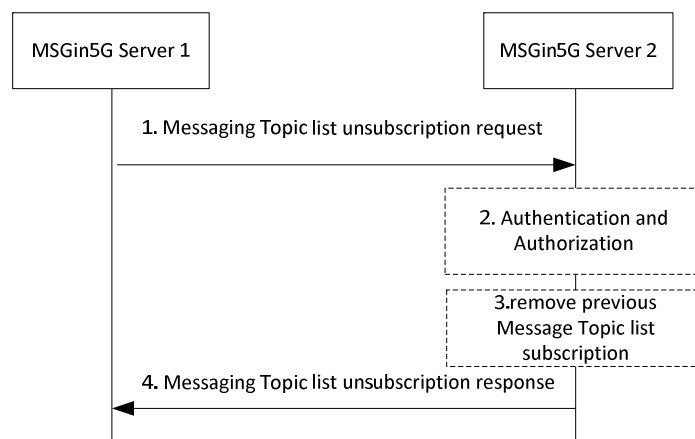 MSGin5G Server 1
MSGin5G Server 2
1. Messaging Topic list unsubscription request
2. Authentication and
Authorization
3.remove previous
Message Topic list
subscription
4. Messaging Topic list unsubscription response